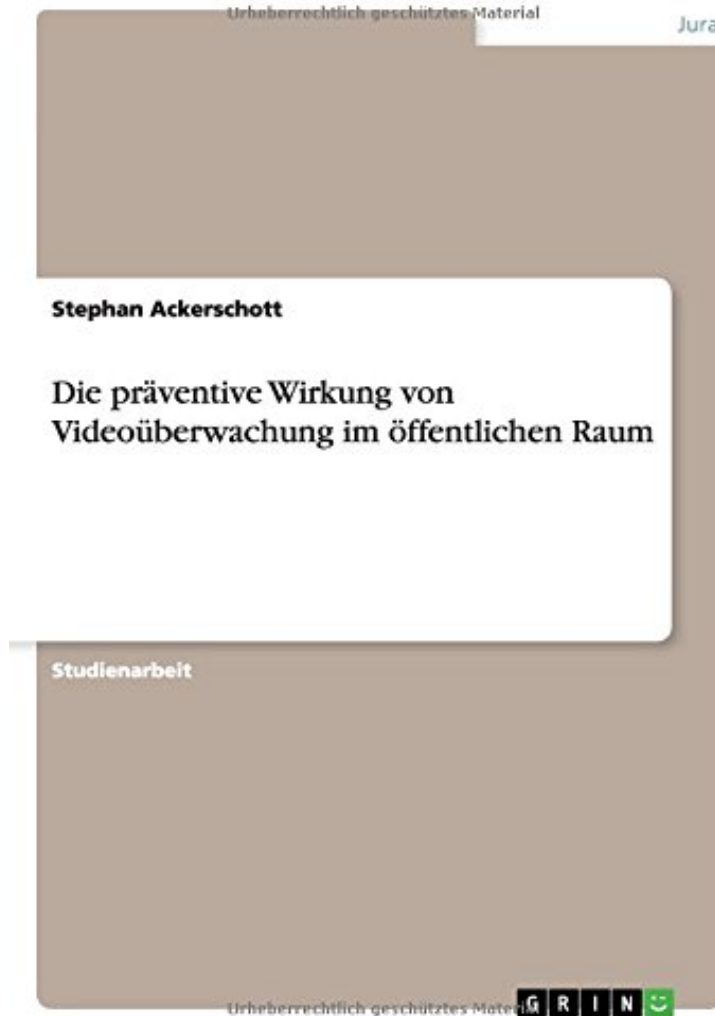 Urheberrechtlich geschütztes Material
Jura
Stephan Ackerschott
Die präventive Wirkung von
Videoüberwachung im öffentlichen Raum
Studienarbeit
Urheberrechtlich geschütztes Material
GRIN